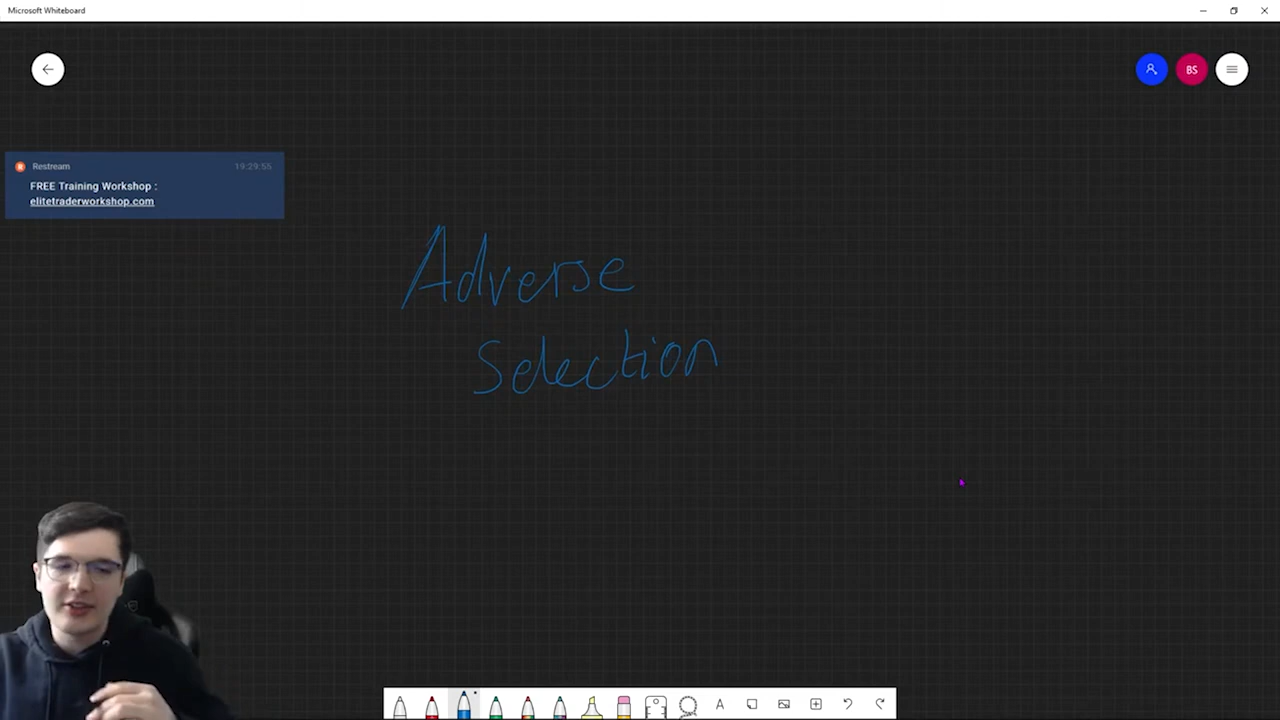 Microsoft Whiteboard
BS
Restream 19:29:55
FREE Training Workshop :
elitetraderworkshop.com
Adverse
Selection
A